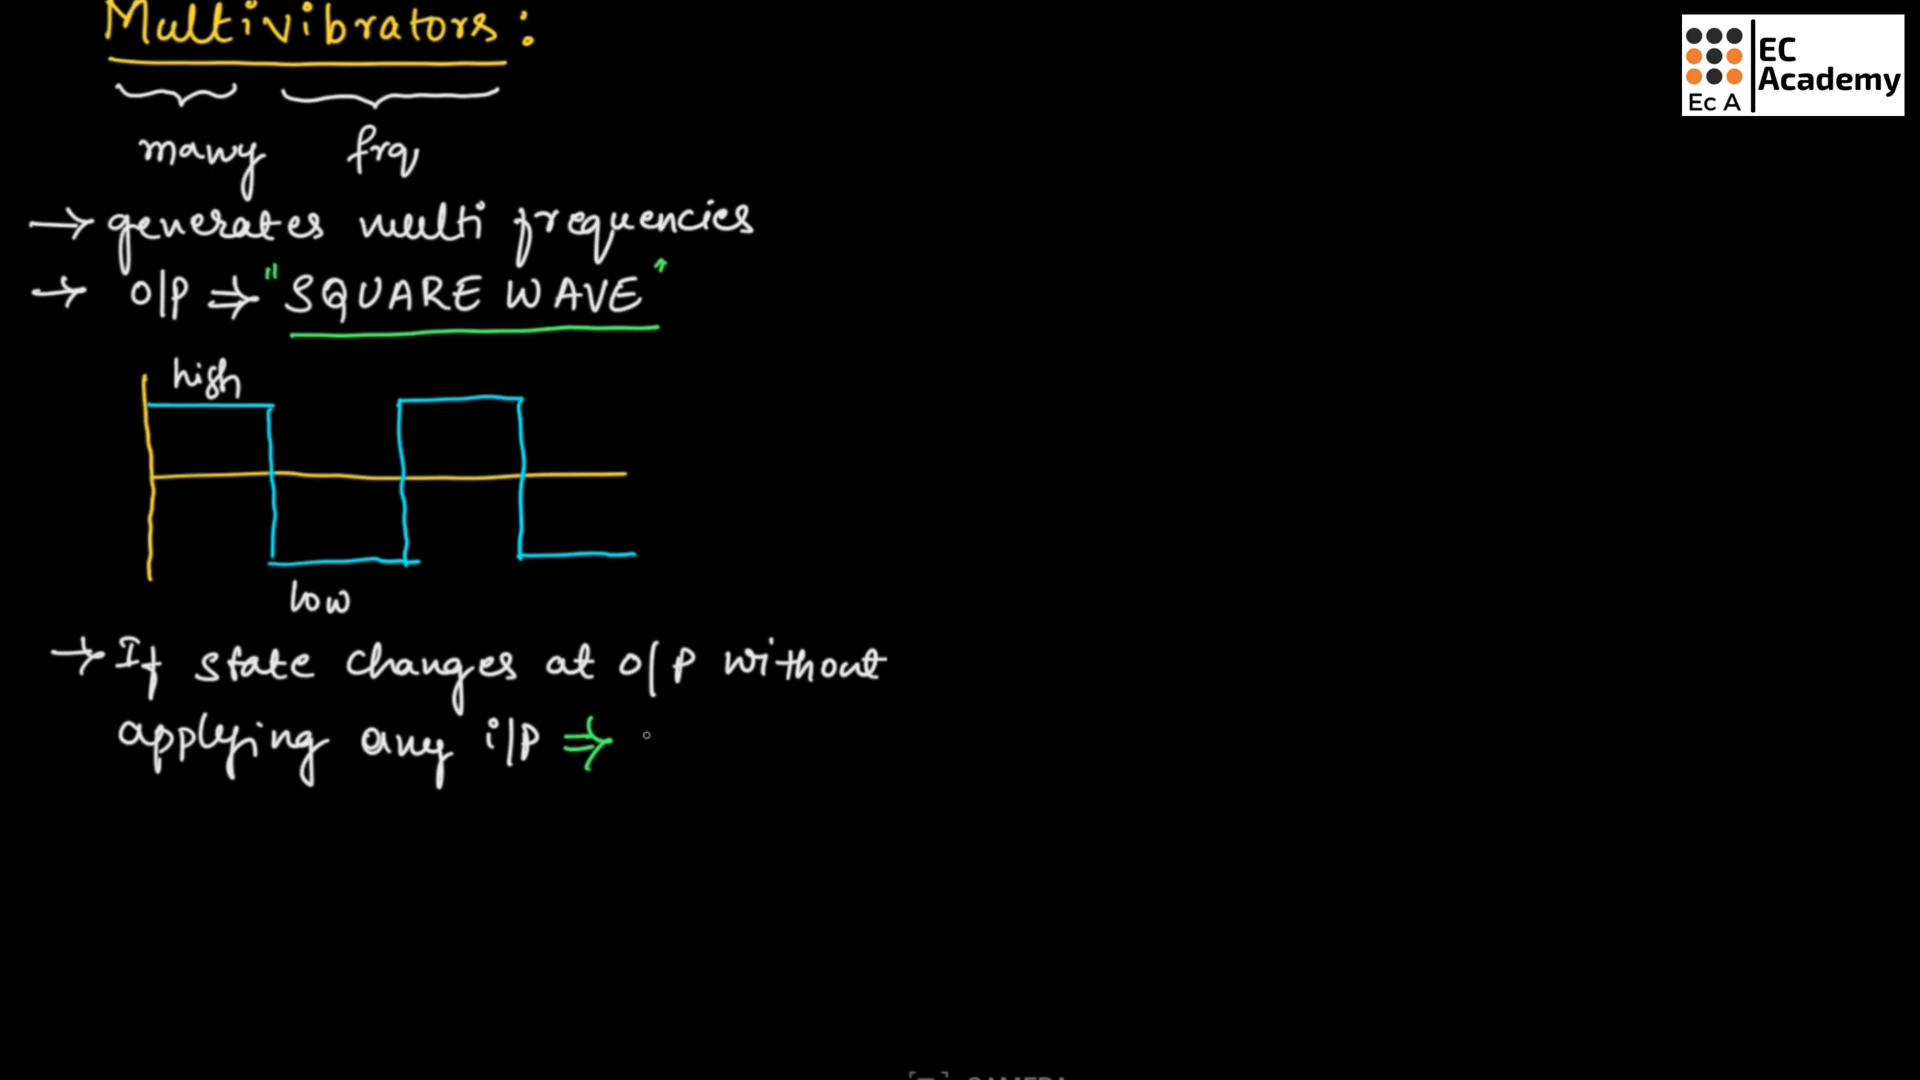 Multivibrators :
EC
Academy
Ec A
many frq
→ generates multi frequencies
→ o/p ⇒ "SQUARE WAVE"
high
low
→ If state changes at o/p without
applying any i/p ⇒